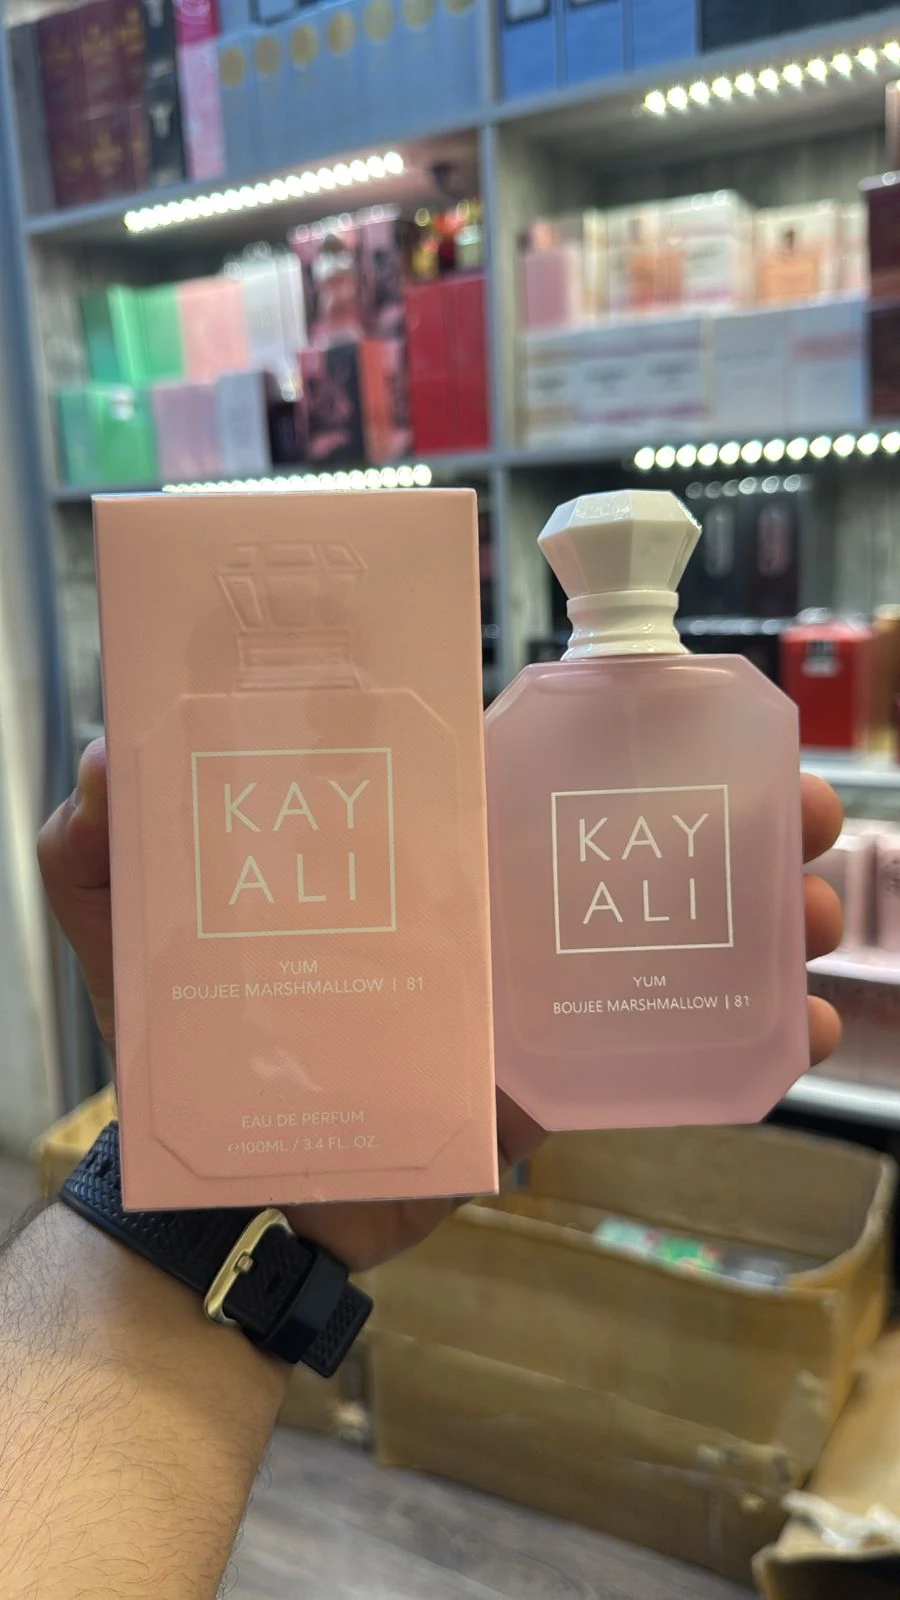 KAY
ALI
YUM
BOUJEE MARSHMALLOW | 81
EAU DE PERFUM
℮100ML / 3.4 FL. OZ.
KAY
ALI
YUM
BOUJEE MARSHMALLOW | 81